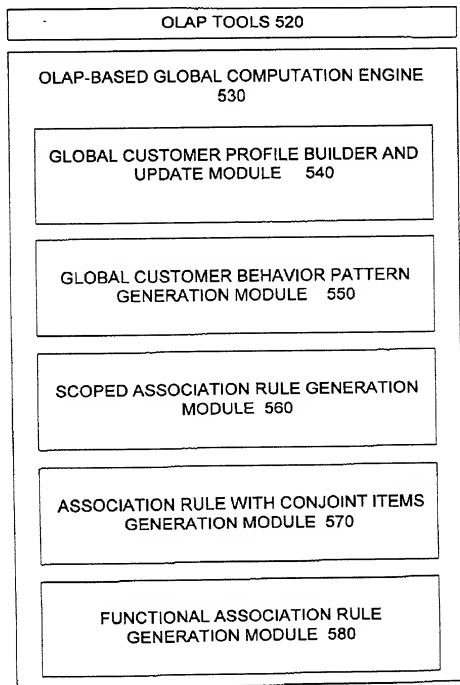 OLAP TOOLS 520
OLAP-BASED GLOBAL COMPUTATION ENGINE
530
GLOBAL CUSTOMER PROFILE BUILDER AND
UPDATE MODULE 540
GLOBAL CUSTOMER BEHAVIOR PATTERN
GENERATION MODULE 550
SCOPED ASSOCIATION RULE GENERATION
MODULE 560
ASSOCIATION RULE WITH CONJOINT ITEMS
GENERATION MODULE 570
FUNCTIONAL ASSOCIATION RULE
GENERATION MODULE 580